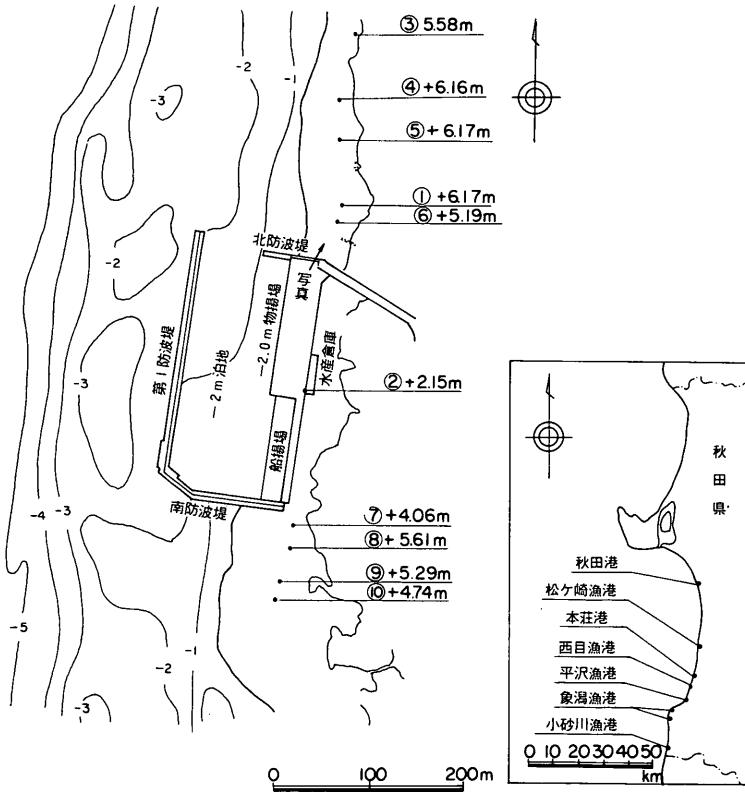 ③ 5.58m
④ +6.16m
⑤ +6.17m
① +6.17m
⑥ +5.19m
② +2.15m
⑦ +4.06m
⑧ +5.61m
⑨ +5.29m
⑩ +4.74m
-2
-1
-3
-2
-3
-4
-3
-5
-2
-1
-3
北防波堤
写真
-2.0m物揚場
水産倉庫
第1防波堤
-2m泊地
船揚場
南防波堤
0 100 200m
秋田県
秋田港
松ケ崎漁港
本荘港
西目漁港
平沢漁港
象潟漁港
小砂川漁港
0 10 20 30 40 50
km